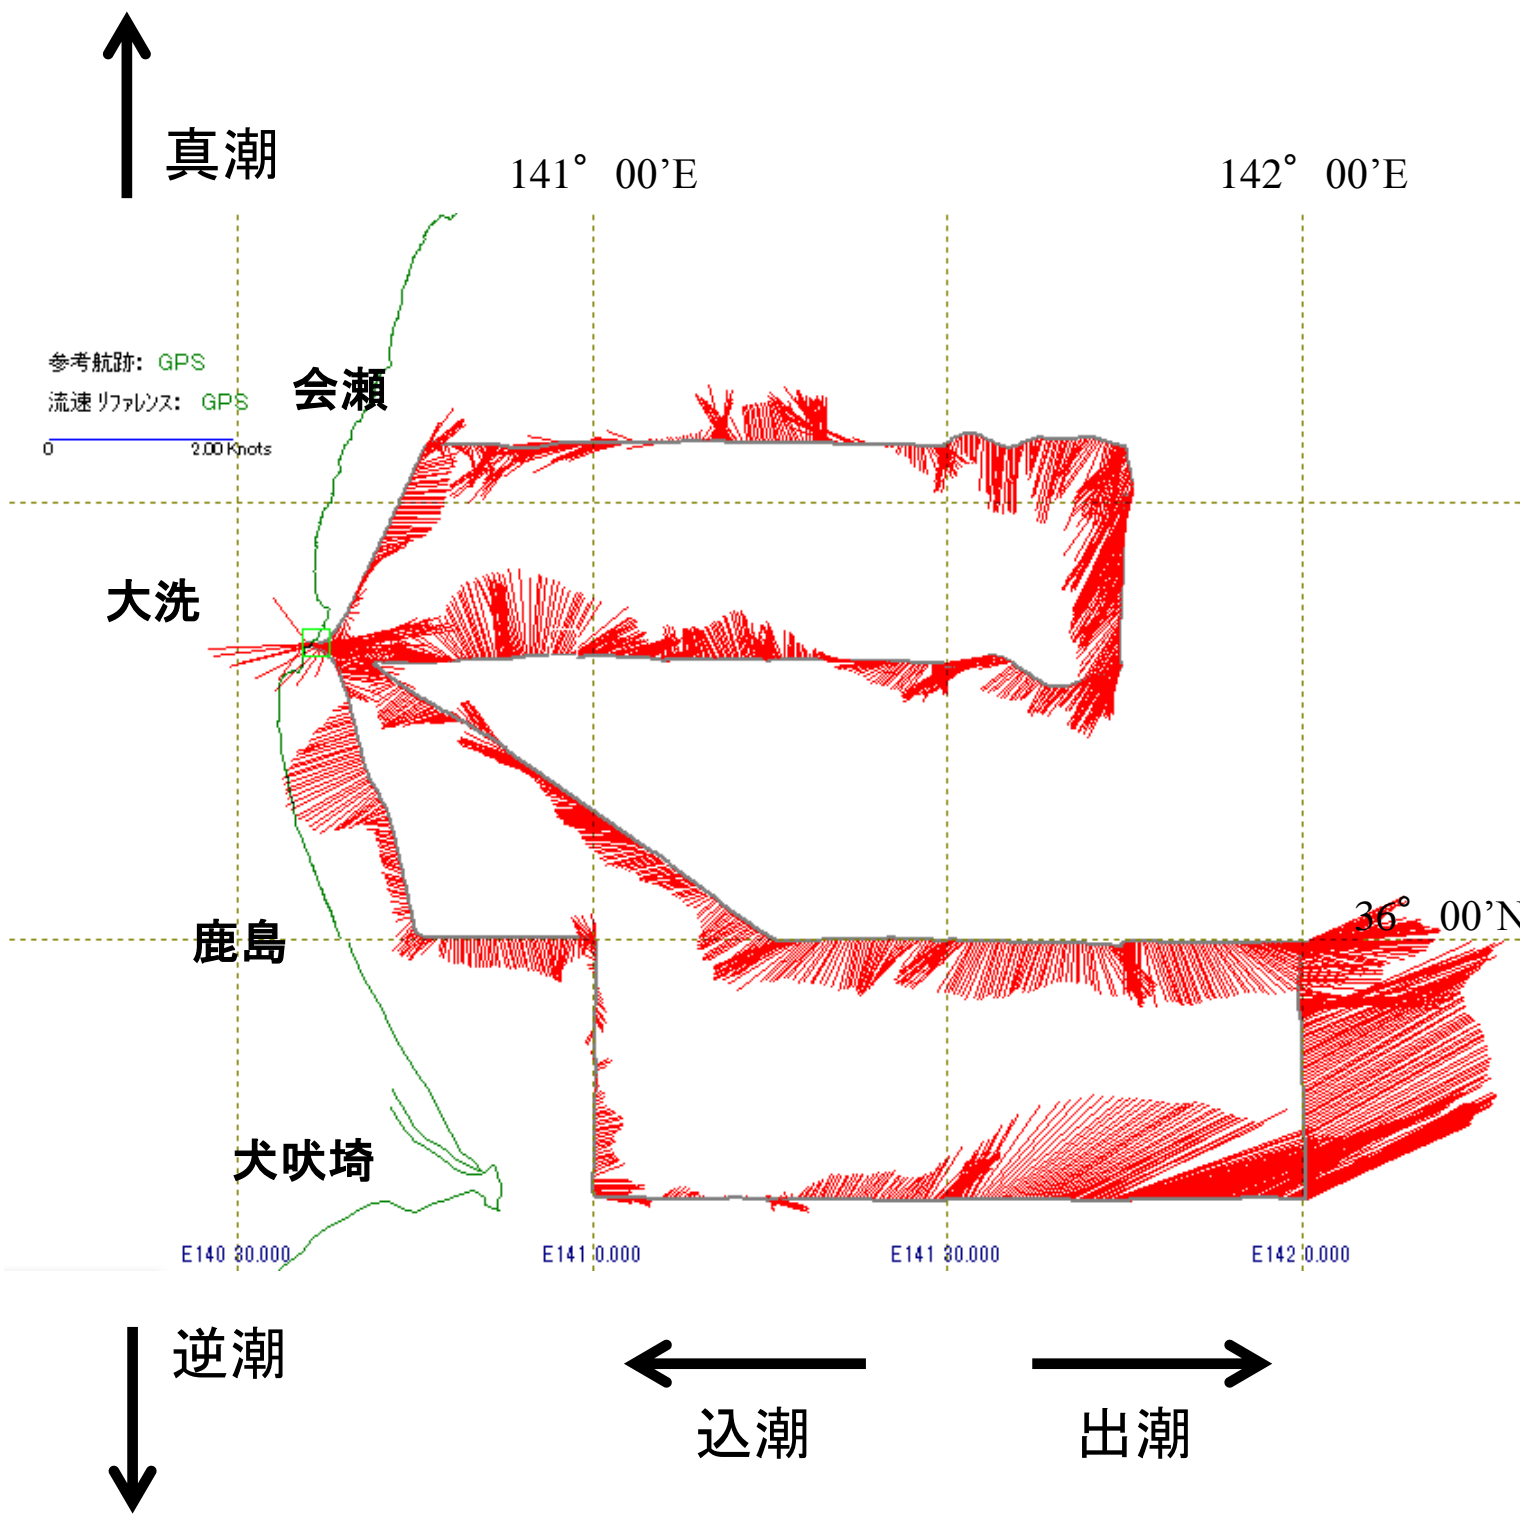 真潮
141° 00’E
142° 00’E
参考航跡: GPS
会瀬
流速リファレンス: GPS
0 2.00 Knots
大洗
36° 00’N
鹿島
犬吠埼
E140 30.000
E141 0.000
E141 30.000
E142 0.000
逆潮
込潮
出潮